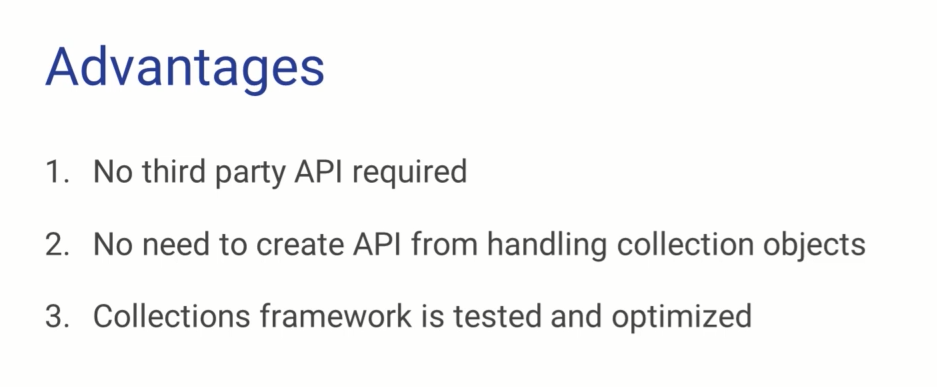 Advantages
1. No third party API required
2. No need to create API from handling collection objects
3. Collections framework is tested and optimized